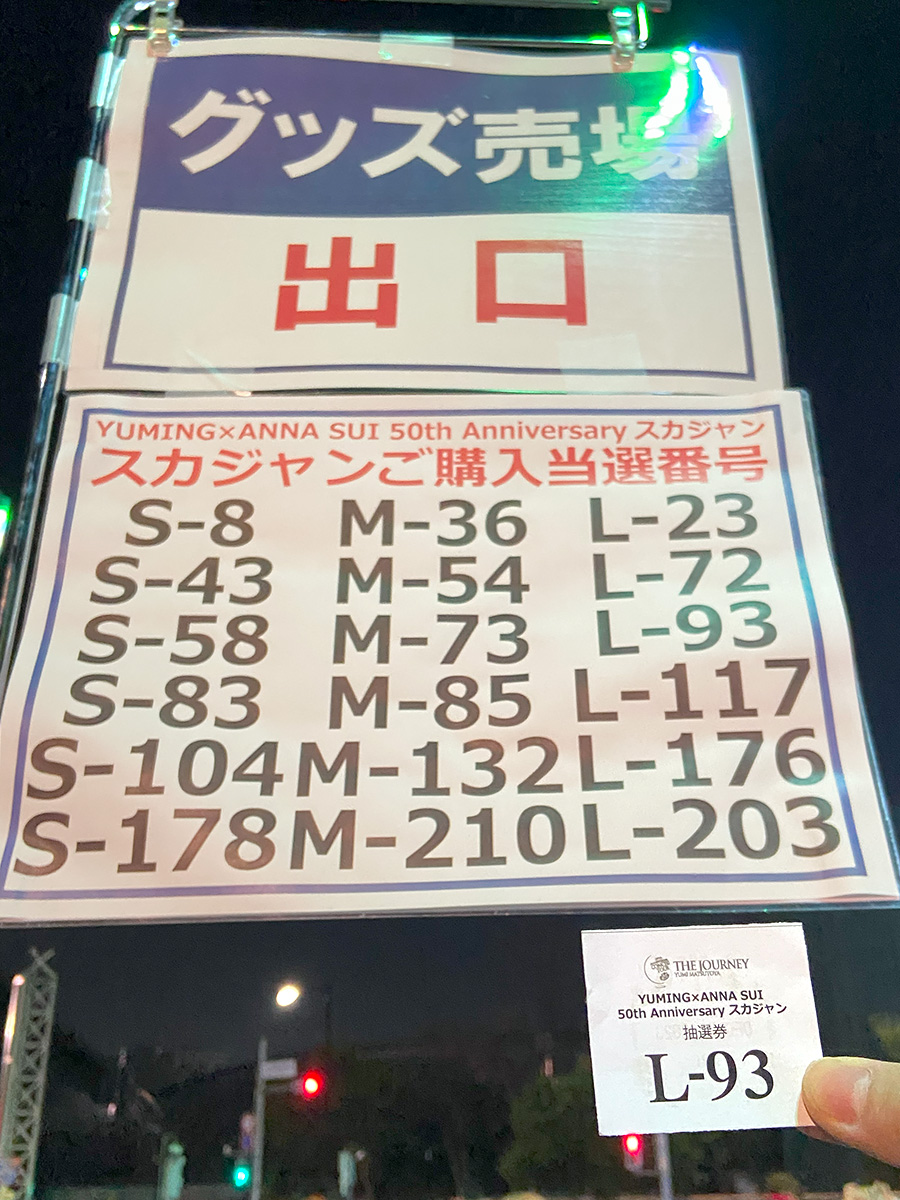 グッズ売場
出口
YUMING×ANNA SUI 50th Anniversary スカジャン
スカジャンご購入当選番号
S-8 M-36 L-23
S-43 M-54 L-72
S-58 M-73 L-93
S-83 M-85 L-117
S-104 M-132 L-176
S-178 M-210 L-203
THE JOURNEY
YUMI MATSUTOYA
YUMING×ANNA SUI
50th Anniversary スカジャン
抽選券
L-93